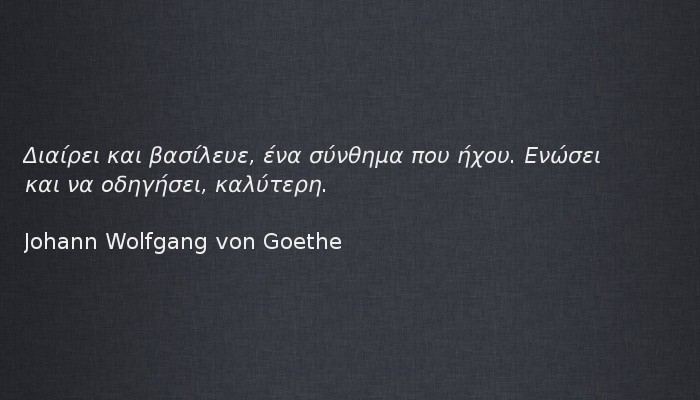 Διαίρει και βασίλευε, ένα σύνθημα που ήχου. Ενώσει
και να οδηγήσει, καλύτερη.
Johann Wolfgang von Goethe